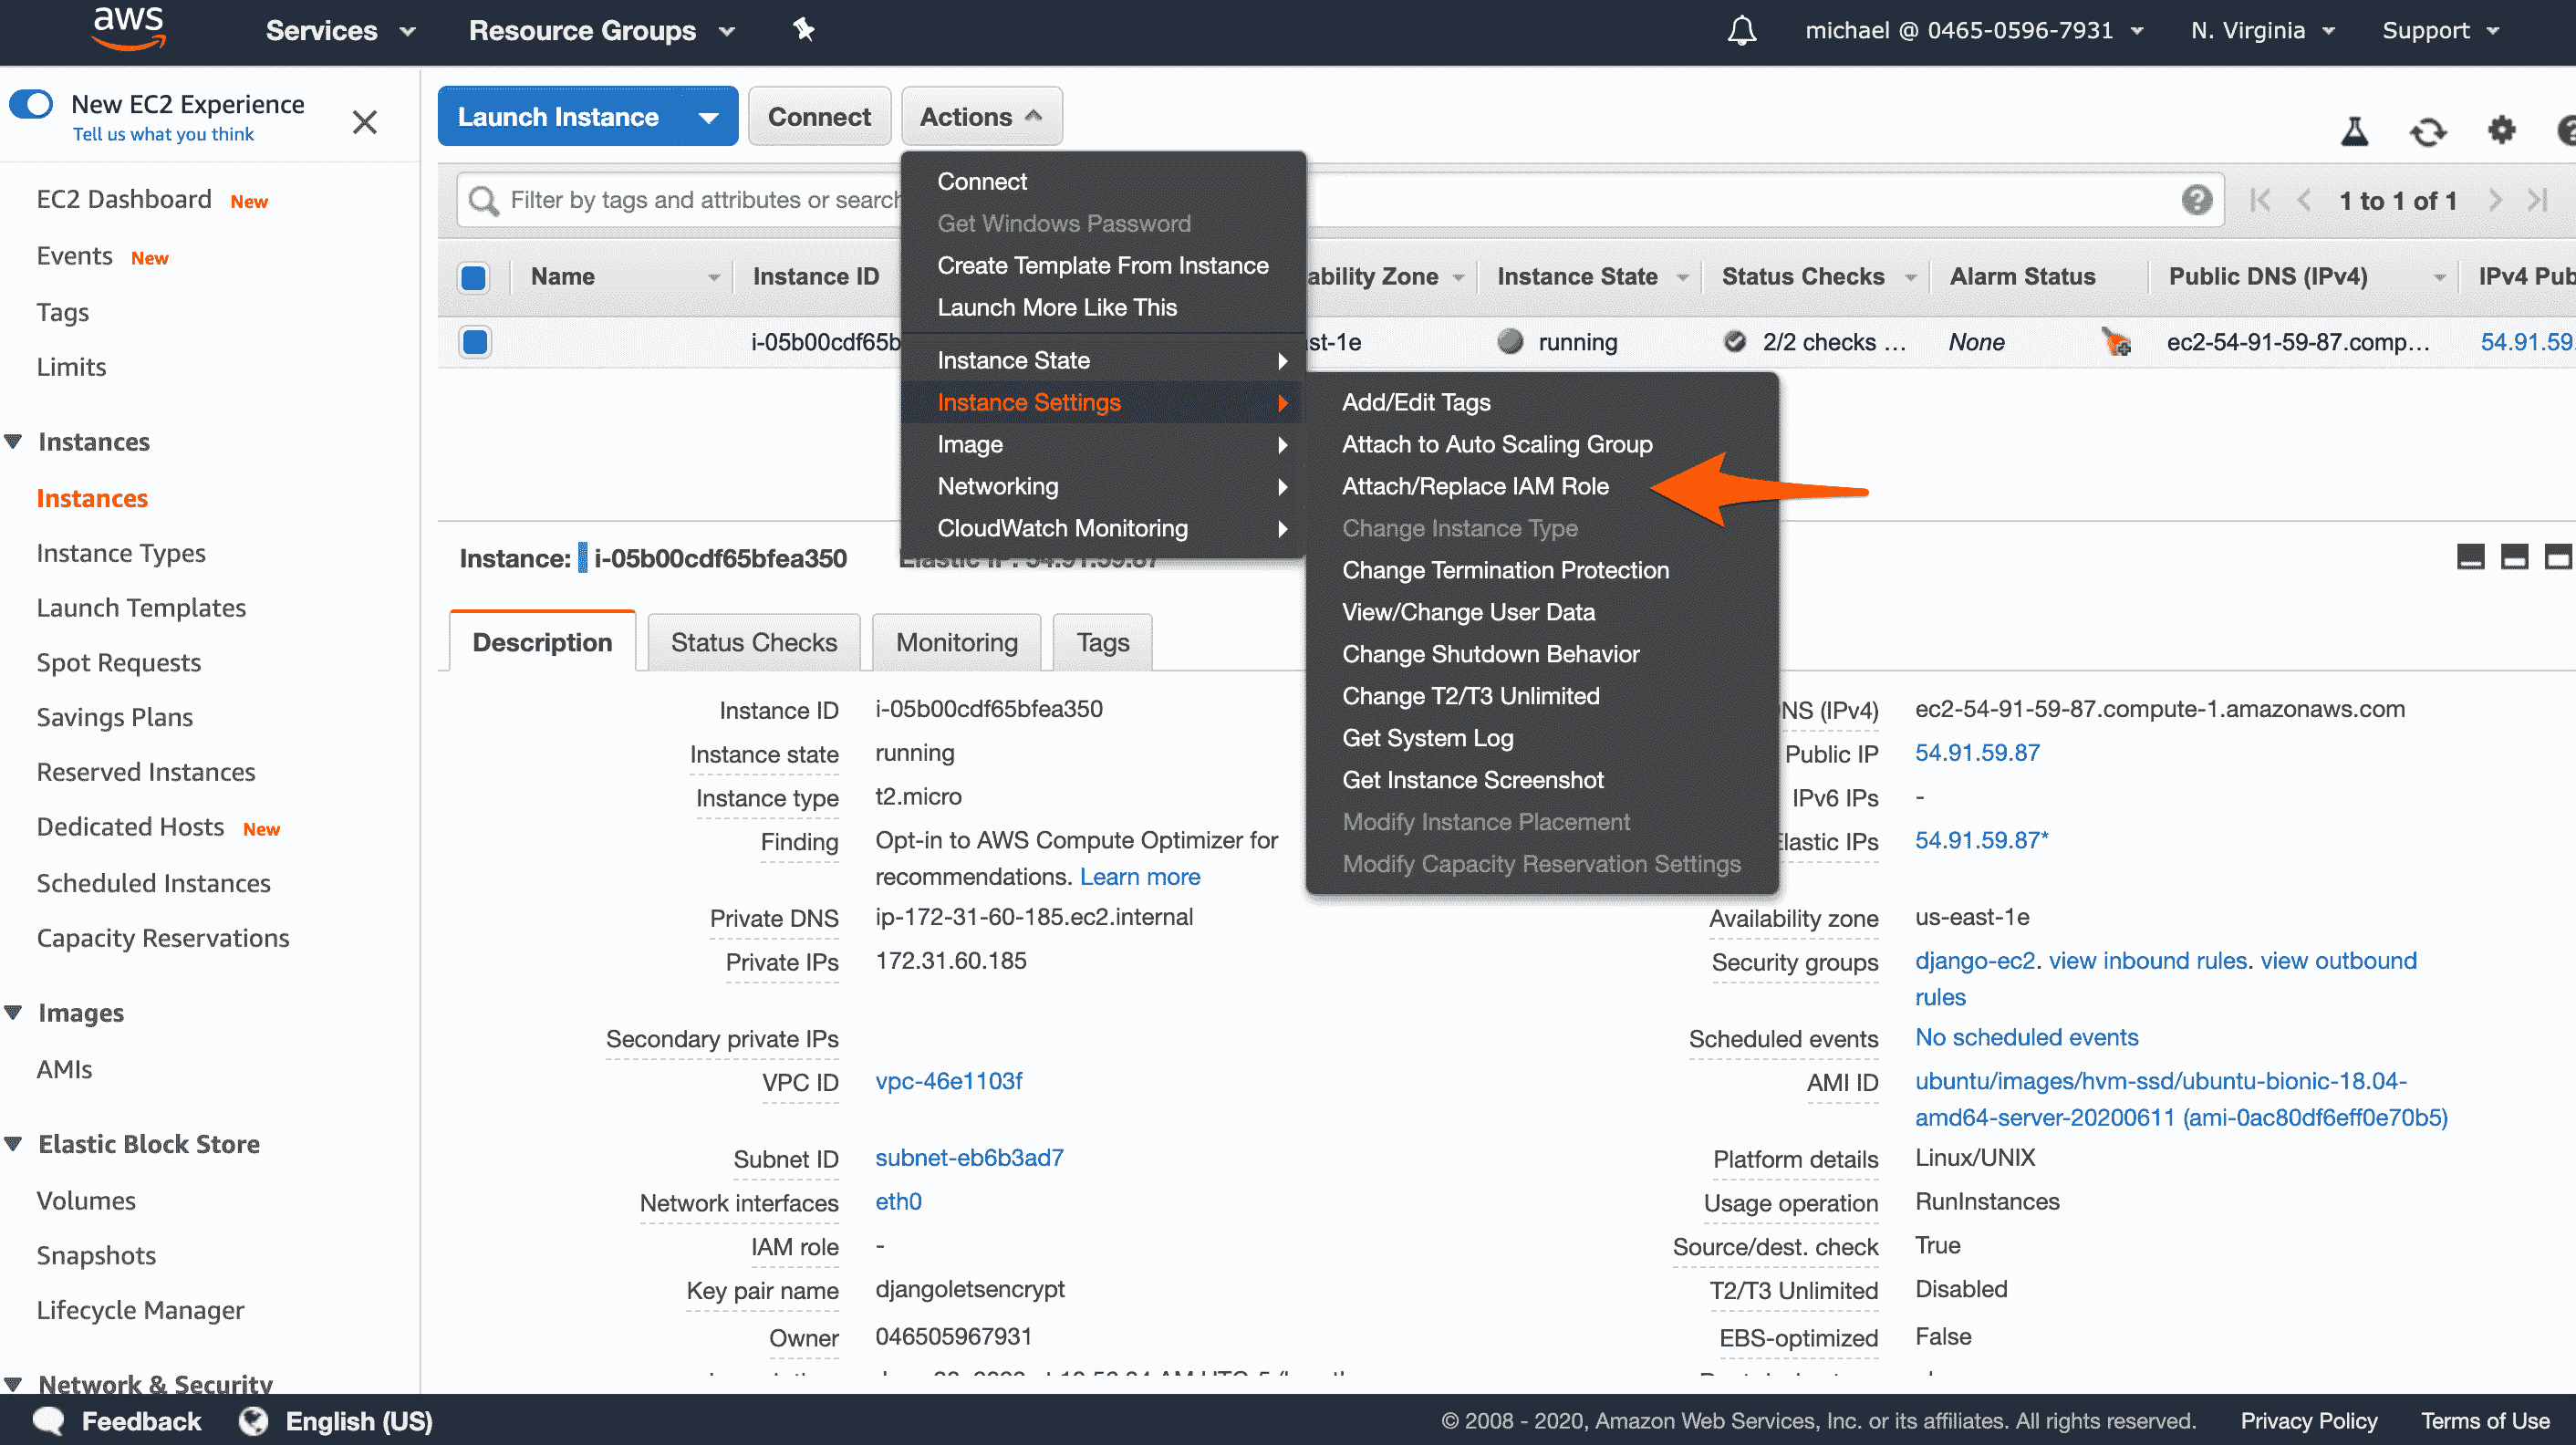 aws
Services
Resource Groups
michael @ 0465-0596-7931
N. Virginia
Support
New EC2 Experience
Tell us what you think
EC2 Dashboard New
Events New
Tags
Limits
Instances
Instances
Instance Types
Launch Templates
Spot Requests
Savings Plans
Reserved Instances
Dedicated Hosts New
Scheduled Instances
Capacity Reservations
Images
AMIs
Elastic Block Store
Volumes
Snapshots
Lifecycle Manager
Network & Security
Launch Instance
Connect
Actions
Filter by tags and attributes or search
1 to 1 of 1
Name
Instance ID
ability Zone
Instance State
Status Checks
Alarm Status
Public DNS (IPv4)
IPv4 Pub
i-05b00cdf65b
st-1e
running
2/2 checks ...
None
ec2-54-91-59-87.comp...
54.91.59.
Connect
Get Windows Password
Create Template From Instance
Launch More Like This
Instance State
Instance Settings
Image
Networking
CloudWatch Monitoring
Add/Edit Tags
Attach to Auto Scaling Group
Attach/Replace IAM Role
Change Instance Type
Change Termination Protection
View/Change User Data
Change Shutdown Behavior
Change T2/T3 Unlimited
Get System Log
Get Instance Screenshot
Modify Instance Placement
Modify Capacity Reservation Settings
Instance: i-05b00cdf65bfea350 Elastic IP: 54.91.59.87
Description
Status Checks
Monitoring
Tags
Instance ID i-05b00cdf65bfea350
Instance state running
Instance type t2.micro
Finding Opt-in to AWS Compute Optimizer for
recommendations. Learn more
Private DNS ip-172-31-60-185.ec2.internal
Private IPs 172.31.60.185
Secondary private IPs
VPC ID vpc-46e1103f
Subnet ID subnet-eb6b3ad7
Network interfaces eth0
IAM role -
Key pair name djangoletsencrypt
Owner 046505967931
NS (IPv4) ec2-54-91-59-87.compute-1.amazonaws.com
Public IP 54.91.59.87
IPv6 IPs -
Elastic IPs 54.91.59.87*
Availability zone us-east-1e
Security groups django-ec2. view inbound rules. view outbound
rules
Scheduled events No scheduled events
AMI ID ubuntu/images/hvm-ssd/ubuntu-bionic-18.04-
amd64-server-20200611 (ami-0ac80df6eff0e70b5)
Platform details Linux/UNIX
Usage operation RunInstances
Source/dest. check True
T2/T3 Unlimited Disabled
EBS-optimized False
Feedback
English (US)
© 2008 - 2020, Amazon Web Services, Inc. or its affiliates. All rights reserved.
Privacy Policy
Terms of Use